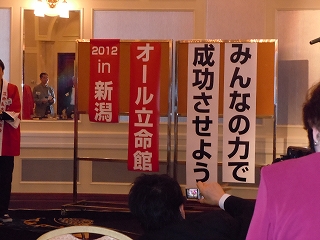 みんなの力で
成功させよう
オール立命館
2012
in
新潟